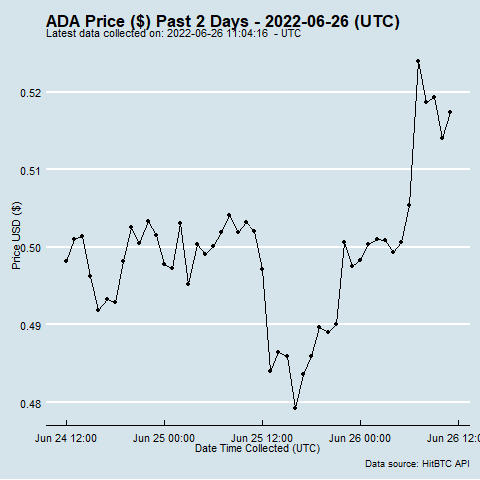 ADA Price ($) Past 2 Days - 2022-06-26 (UTC)
Latest data collected on: 2022-06-26 11:04:16 - UTC
Price USD ($)
0.52
0.51
0.50
0.49
0.48
Jun 24 12:00
Jun 25 00:00
Jun 25 12:00
Jun 26 00:00
Jun 26 12:00
Date Time Collected (UTC)
Data source: HitBTC API